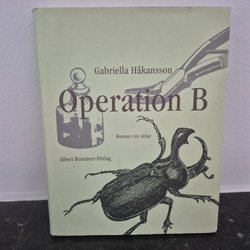 Gabriella Håkansson
Operation B
Roman i tre delar
Albert Bonniers Förlag